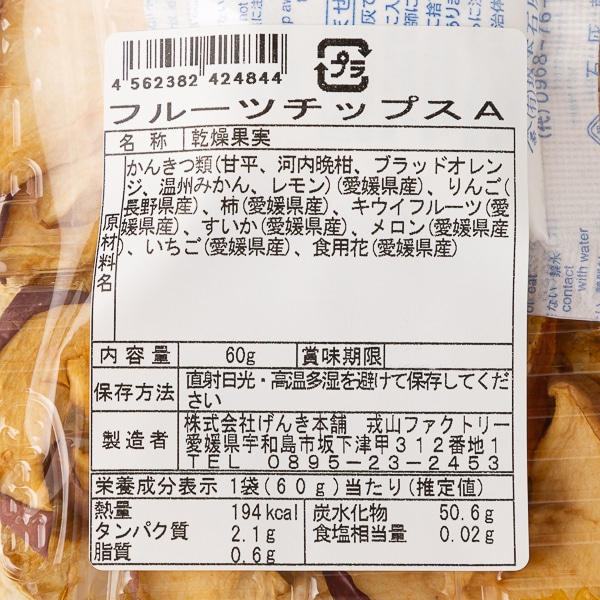 4 562382 424844
プラ
フルーツチップスA
名称 乾燥果実
原材料名
かんきつ類(甘平、河内晩柑、ブラッドオレン
ジ、温州みかん、レモン)(愛媛県産)、りんご(
長野県産)、柿(愛媛県産)、キウイフルーツ(愛
媛県産)、すいか(愛媛県産)、メロン(愛媛県産
)、いちご(愛媛県産)、食用花(愛媛県産)
内容量 60g 賞味期限
保存方法 直射日光・高温多湿を避けて保存してくだ
さい
製造者 株式会社げんき本舗 戎山ファクトリー
愛媛県宇和島市坂下津甲312番地1
TEL 0895-23-2453
栄養成分表示 1袋(60g)当たり(推定値)
熱量 194kcal 炭水化物 50.6g
タンパク質 2.1g 食塩相当量 0.02g
脂質 0.6g
contact
with water